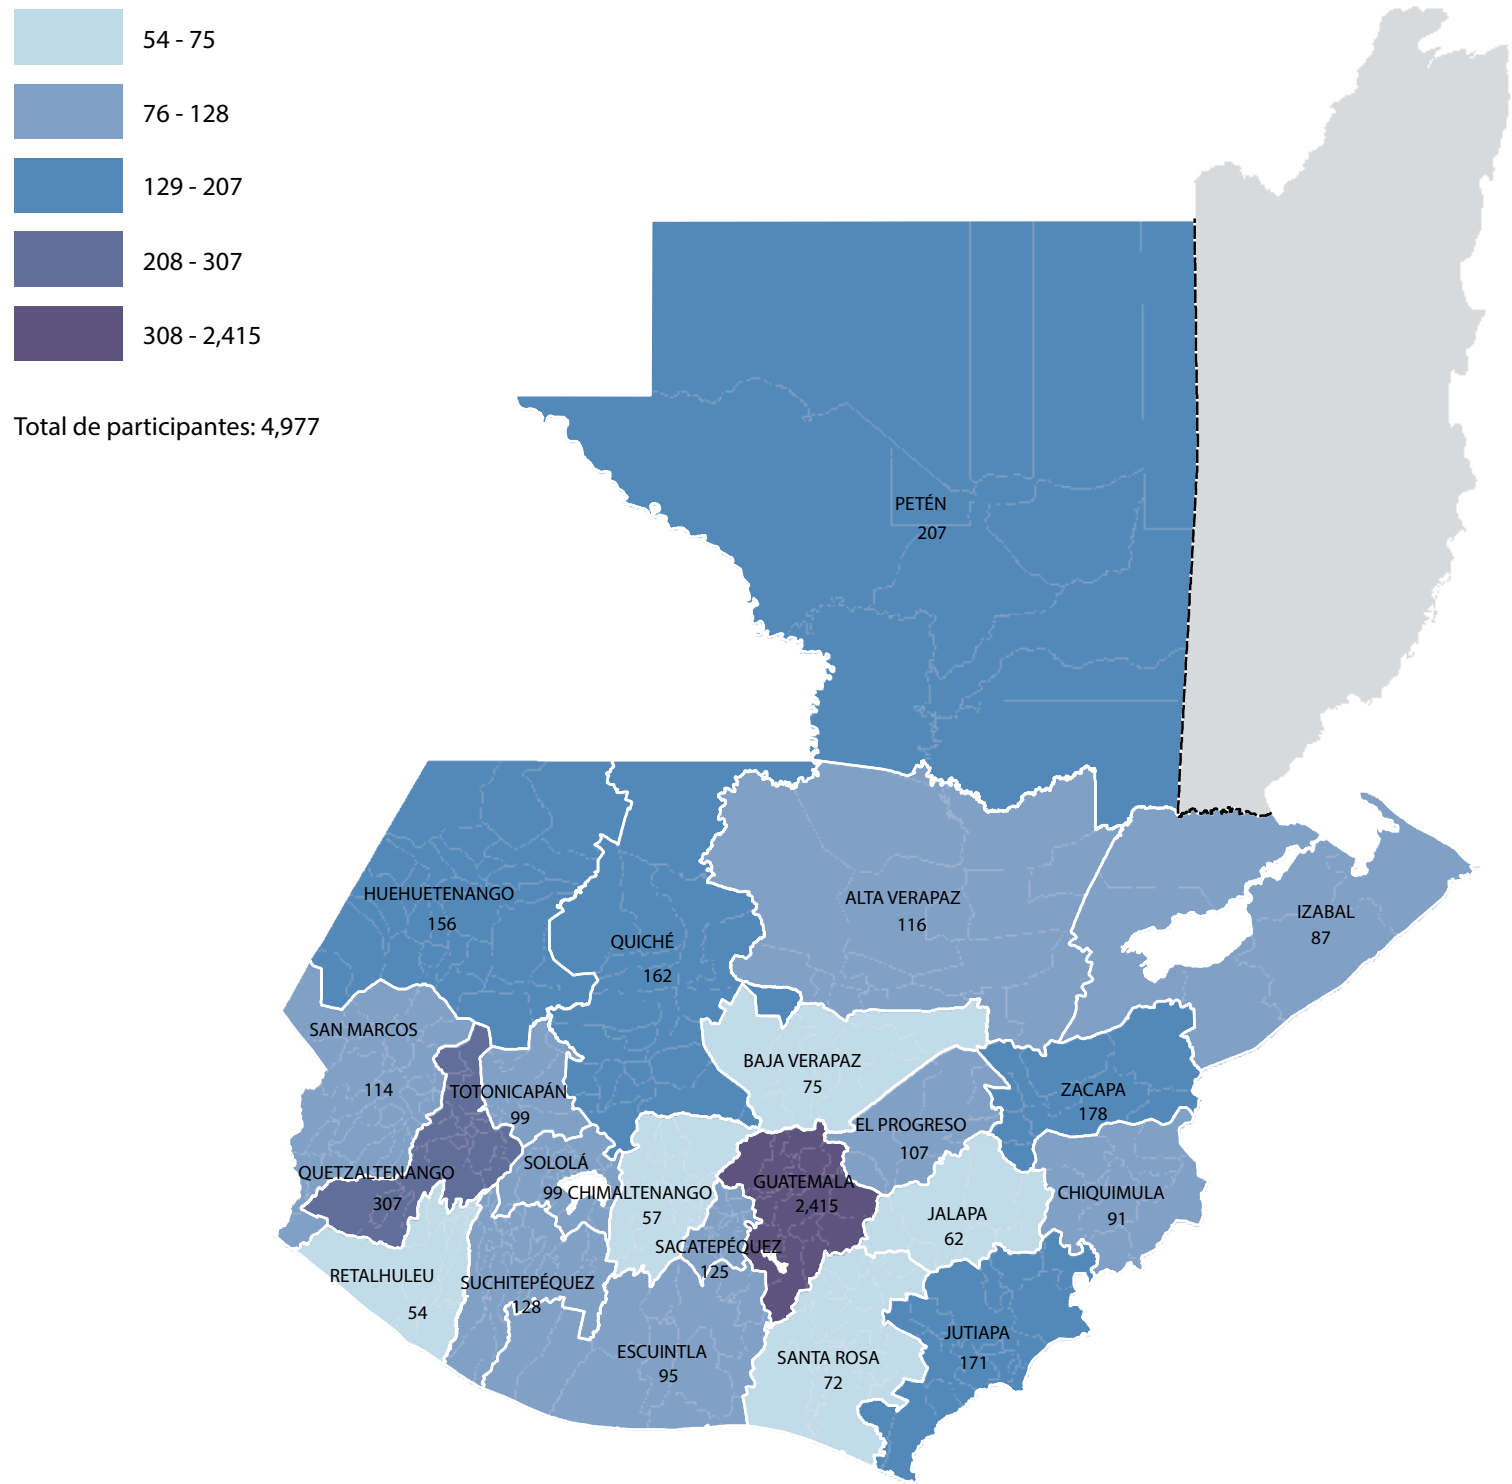 54 - 75
76 - 128
129 - 207
208 - 307
308 - 2,415
Total de participantes: 4,977
PETÉN
207
HUEHUETENANGO
156
QUICHÉ
162
ALTA VERAPAZ
116
IZABAL
87
SAN MARCOS
114
TOTONICAPÁN
99
BAJA VERAPAZ
75
ZACAPA
178
EL PROGRESO
107
QUETZALTENANGO
307
SOLOLÁ
99
CHIMALTENANGO
57
GUATEMALA
2,415
JALAPA
62
CHIQUIMULA
91
SACATEPÉQUEZ
125
RETALHULEU
54
SUCHITEPÉQUEZ
128
ESCUINTLA
95
SANTA ROSA
72
JUTIAPA
171